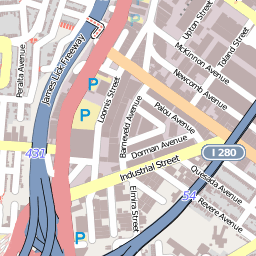 Peralta Avenue
James Lick Freeway
Upton Street
Toland Street
McKinnon Avenue
Newcomb Avenue
P
Loomis Street
Barneveld Avenue
Palou Avenue
P
431
Dorman Avenue
I 280
Industrial Street
Quesada Avenue
54
Elmira Street
Revere Avenue
P